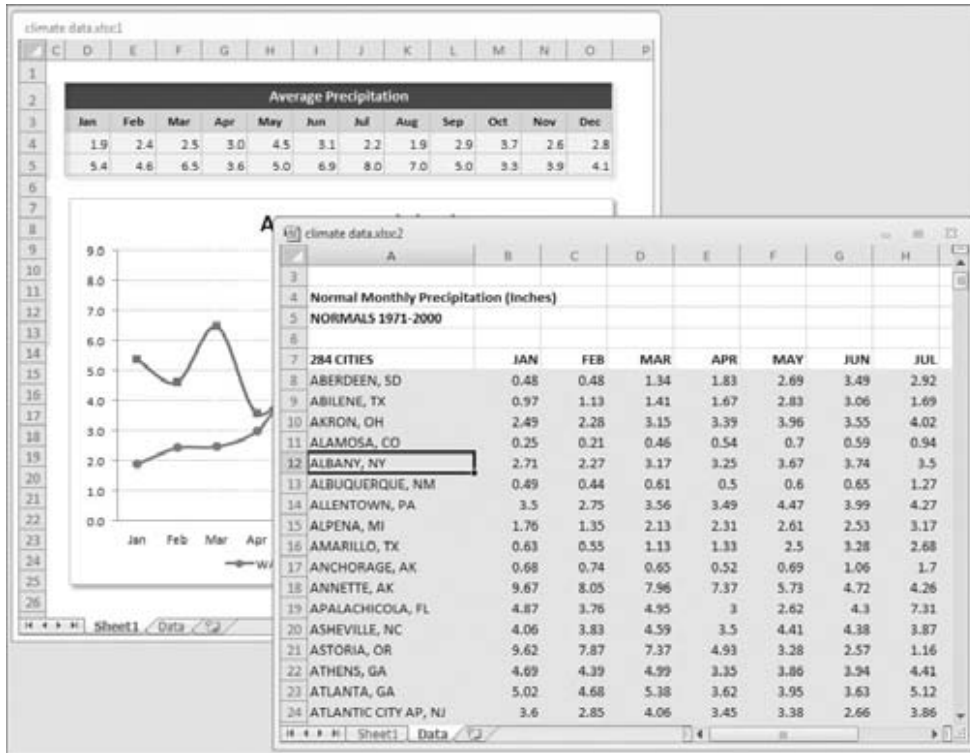 climate data.xlsx:1
C D E F G H I J K L M N O P
1
2 Average Precipitation
3 Jan Feb Mar Apr May Jun Jul Aug Sep Oct Nov Dec
4 1.9 2.4 2.5 3.0 4.5 3.1 2.2 1.9 2.9 3.7 2.6 2.8
5 5.4 4.6 6.5 3.6 5.0 6.9 8.0 7.0 5.0 3.3 3.9 4.1
6
7
8
9 9.0
10
11 8.0
12 7.0
13
14 6.0
15 5.0
16
17 4.0
18 3.0
19
20 2.0
21 1.0
22
23 0.0
24 Jan Feb Mar Apr
25
26
Sheet1 Data
climate data.xlsx:2
A B C D E F G H
3
4 Normal Monthly Precipitation (Inches)
5 NORMALS 1971-2000
6
7 284 CITIES JAN FEB MAR APR MAY JUN JUL
8 ABERDEEN, SD 0.48 0.48 1.34 1.83 2.69 3.49 2.92
9 ABILENE, TX 0.97 1.13 1.41 1.67 2.83 3.06 1.69
10 AKRON, OH 2.49 2.28 3.15 3.39 3.96 3.55 4.02
11 ALAMOSA, CO 0.25 0.21 0.46 0.54 0.7 0.59 0.94
12 ALBANY, NY 2.71 2.27 3.17 3.25 3.67 3.74 3.5
13 ALBUQUERQUE, NM 0.49 0.44 0.61 0.5 0.6 0.65 1.27
14 ALLENTOWN, PA 3.5 2.75 3.56 3.49 4.47 3.99 4.27
15 ALPENA, MI 1.76 1.35 2.13 2.31 2.61 2.53 3.17
16 AMARILLO, TX 0.63 0.55 1.13 1.33 2.5 3.28 2.68
17 ANCHORAGE, AK 0.68 0.74 0.65 0.52 0.69 1.06 1.7
18 ANNETTE, AK 9.67 8.05 7.96 7.37 5.73 4.72 4.26
19 APALACHICOLA, FL 4.87 3.76 4.95 3 2.62 4.3 7.31
20 ASHEVILLE, NC 4.06 3.83 4.59 3.5 4.41 4.38 3.87
21 ASTORIA, OR 9.62 7.87 7.37 4.93 3.28 2.57 1.16
22 ATHENS, GA 4.69 4.39 4.99 3.35 3.86 3.94 4.41
23 ATLANTA, GA 5.02 4.68 5.38 3.62 3.95 3.63 5.12
24 ATLANTIC CITY AP, NJ 3.6 2.85 4.06 3.45 3.38 2.66 3.86
Sheet1 Data